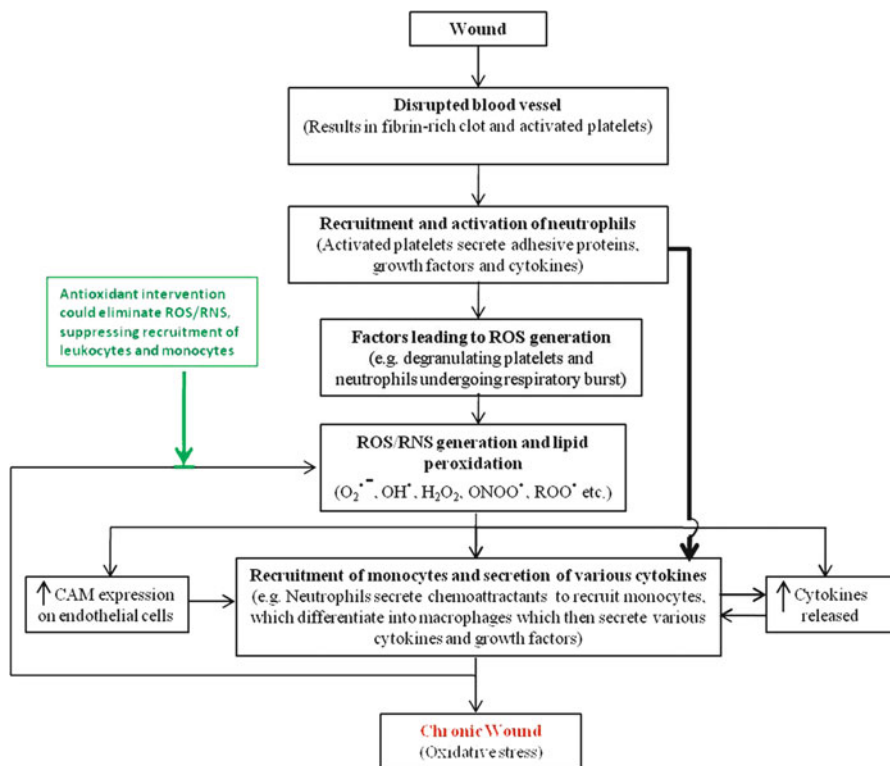 Wound
Disrupted blood vessel
(Results in fibrin-rich clot and activated platelets)
Recruitment and activation of neutrophils
(Activated platelets secrete adhesive proteins,
growth factors and cytokines)
Antioxidant intervention
could eliminate ROS/RNS,
suppressing recruitment of
leukocytes and monocytes
Factors leading to ROS generation
(e.g. degranulating platelets and
neutrophils undergoing respiratory burst)
ROS/RNS generation and lipid
peroxidation
(O₂•⁻, OH•, H₂O₂, ONOO•, ROO• etc.)
↑ CAM expression
on endothelial cells
Recruitment of monocytes and secretion of various cytokines
(e.g. Neutrophils secrete chemoattractants to recruit monocytes,
which differentiate into macrophages which then secrete various
cytokines and growth factors)
↑ Cytokines
released
Chronic Wound
(Oxidative stress)